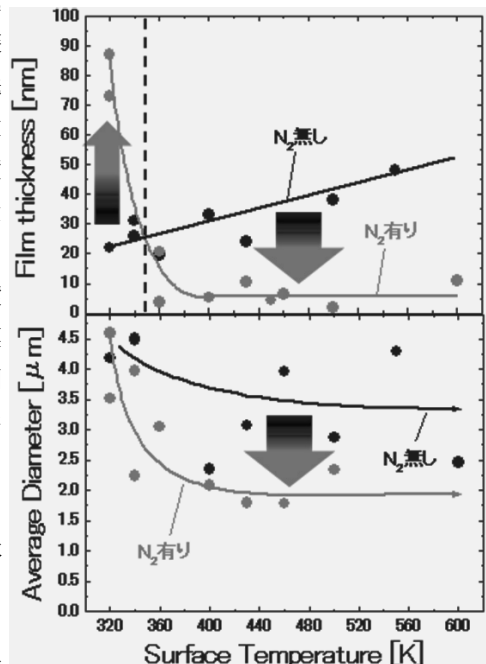 Film thickness [nm]
100
90
80
70
60
50
40
30
20
10
0
N₂無し
N₂有り
Average Diameter [μm]
4.5
4.0
3.5
3.0
2.5
2.0
1.5
1.0
0.5
0.0
N₂無し
N₂有り
320 360 400 440 480 520 560 600
Surface Temperature [K]